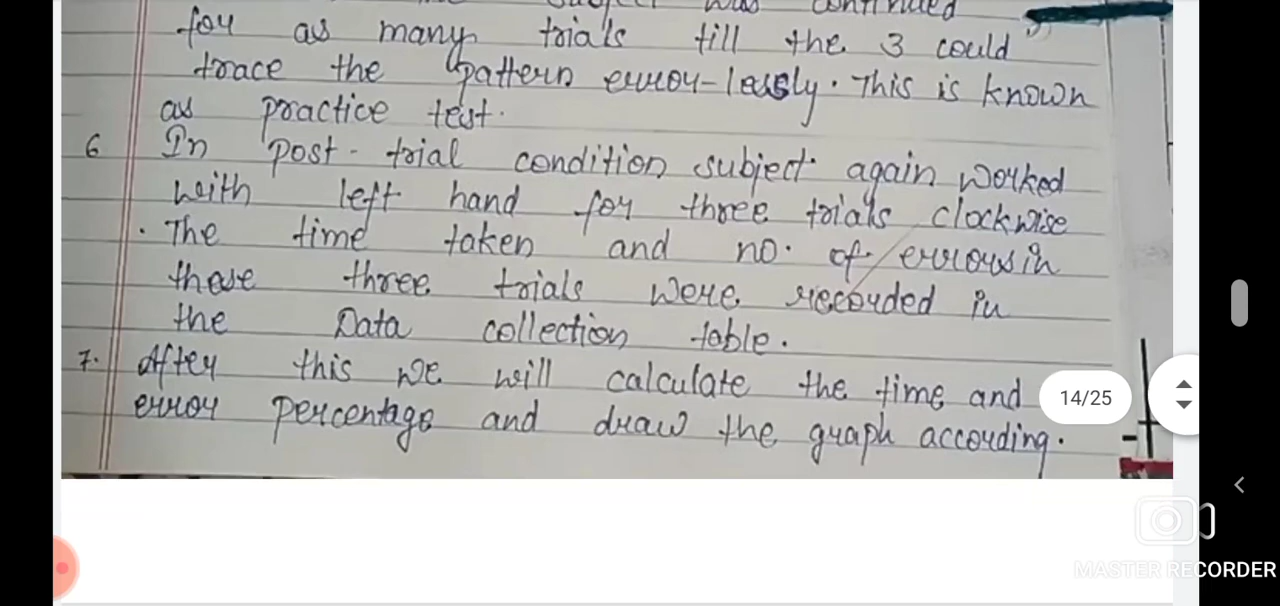 subject was continued
for as many trials till the 3 could
trace the pattern error-lessly. This is known
as practice test.
6 In post-trial condition subject again worked
with left hand for three trials clockwise
. The time taken and no. of errors in
these three trials were recorded in
the Data collection table.
7. After this we will calculate the time and
error percentage and draw the graph according.
14/25
MASTER RECORDER